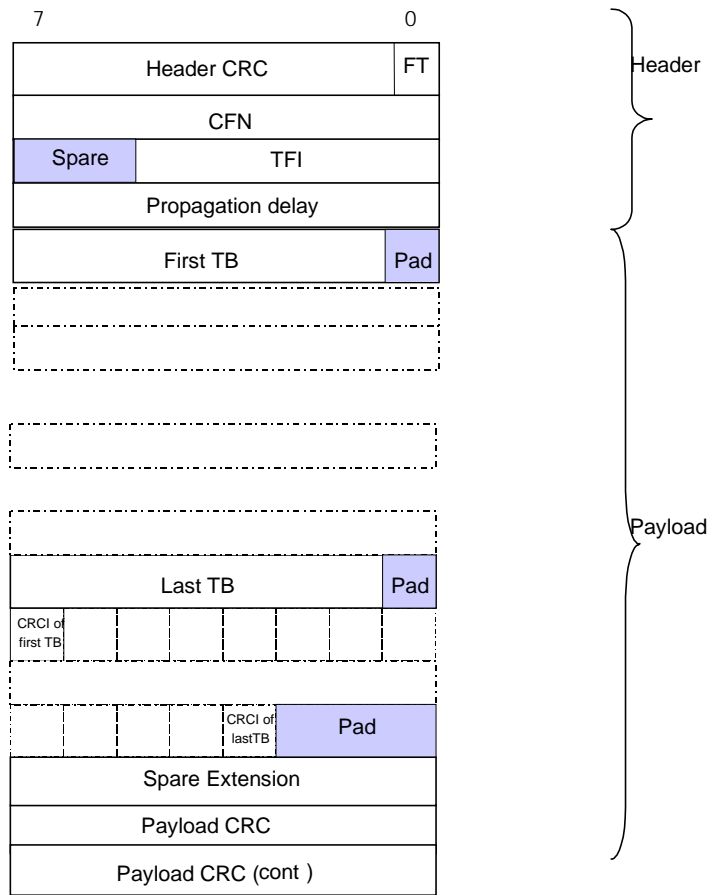 7 0
Header CRC FT Header
CFN
Spare TFI
Propagation delay
First TB Pad
Payload
Last TB Pad
CRCI of
first TB
CRCI of
lastTB
Pad
Spare Extension
Payload CRC
Payload CRC (cont )